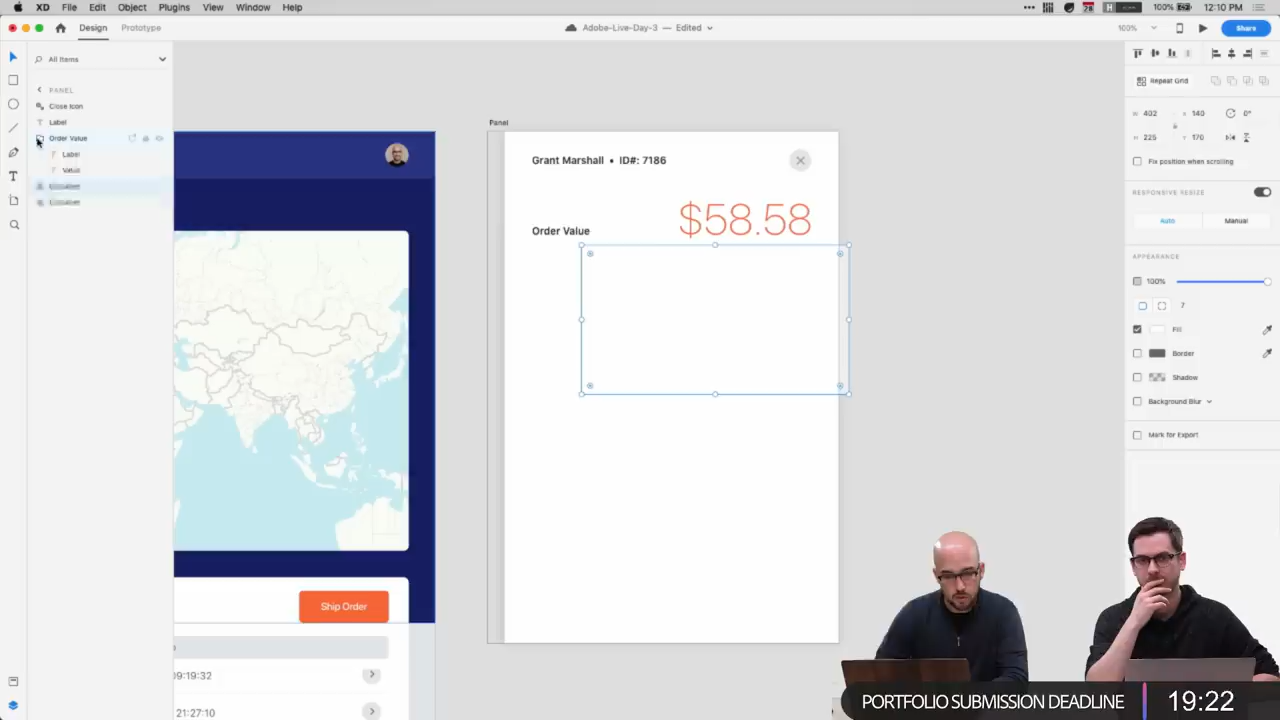 XD File Edit Object Plugins View Window Help
100% 12:10 PM
Design Prototype
Adobe-Live-Day-3 — Edited
100%
Share
All Items
PANEL
Close Icon
Label
Order Value
Label
Value
Panel
Grant Marshall • ID#: 7186
$58.58
Order Value
Ship Order
09:19:32
21:27:10
Repeat Grid
W 402 X 140 0°
H 225 Y 170
Fix position when scrolling
RESPONSIVE RESIZE
Auto Manual
APPEARANCE
100%
7
Fill
Border
Shadow
Background Blur
Mark for Export
PORTFOLIO SUBMISSION DEADLINE 19:22